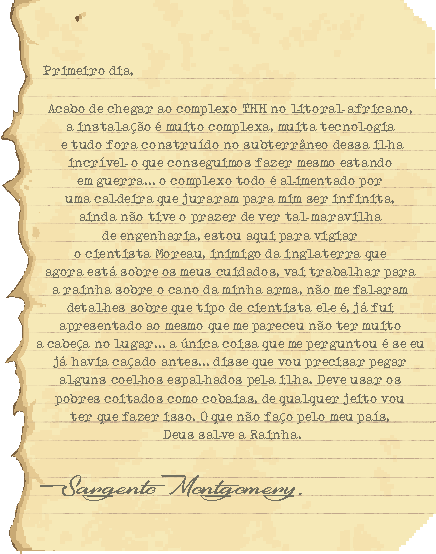 Primeiro dia,
Acabo de chegar ao complexo THH no litoral africano,
a instalação é muito complexa, muita tecnologia
e tudo fora construído no subterrâneo dessa ilha
incrível o que conseguimos fazer mesmo estando
em guerra... o complexo todo é alimentado por
uma caldeira que juraram para mim ser infinita,
ainda não tive o prazer de ver tal maravilha
de engenharia, estou aqui para vigiar
o cientista Moreau, inimigo da inglaterra que
agora está sobre os meus cuidados, vai trabalhar para
a rainha sobre o cano da minha arma, não me falaram
detalhes sobre que tipo de cientista ele é, já fui
apresentado ao mesmo que me pareceu não ter muito
a cabeça no lugar... a única coisa que me perguntou é se eu
já havia caçado antes... disse que vou precisar pegar
alguns coelhos espalhados pela ilha. Deve usar os
pobres coitados como cobaias, de qualquer jeito vou
ter que fazer isso. O que não faço pelo meu país,
Deus salve a Rainha.
Sargento Montgomery.